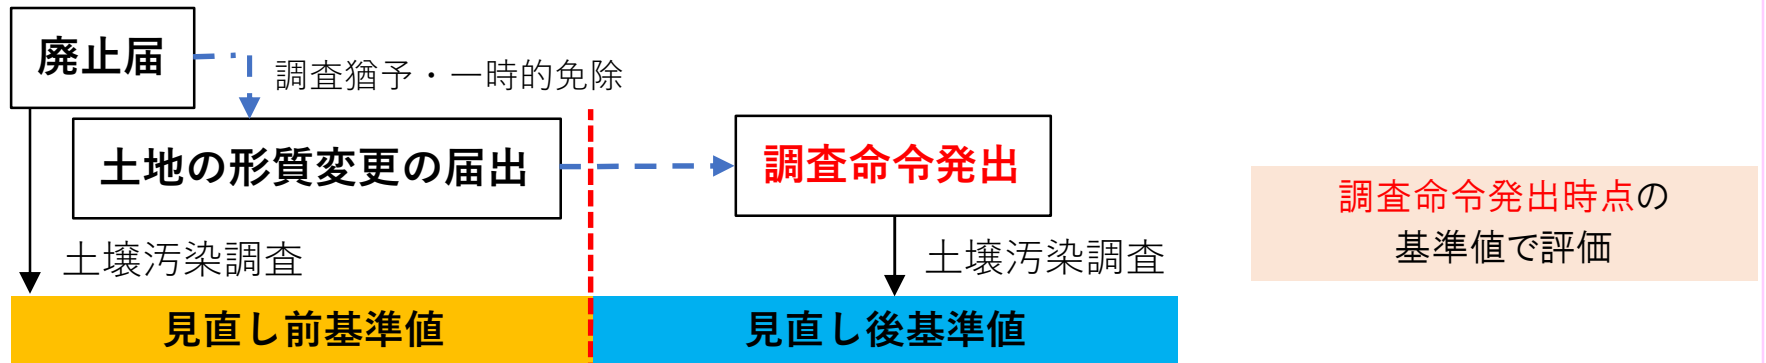 廃止届
調査猶予・一時的免除
土地の形質変更の届出
調査命令発出
調査命令発出時点の
基準値で評価
土壌汚染調査
土壌汚染調査
見直し前基準値
見直し後基準値